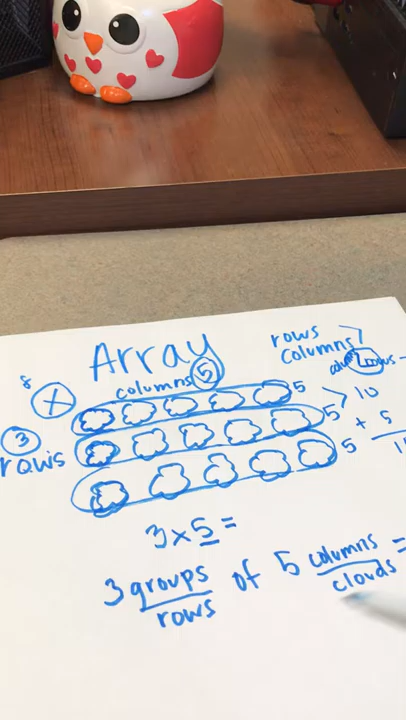 Array
rows
columns
columns 5
8
X
3
rows
5
5
5
10
+ 5
3 x 5 =
3 groups of 5 columns =
rows clouds